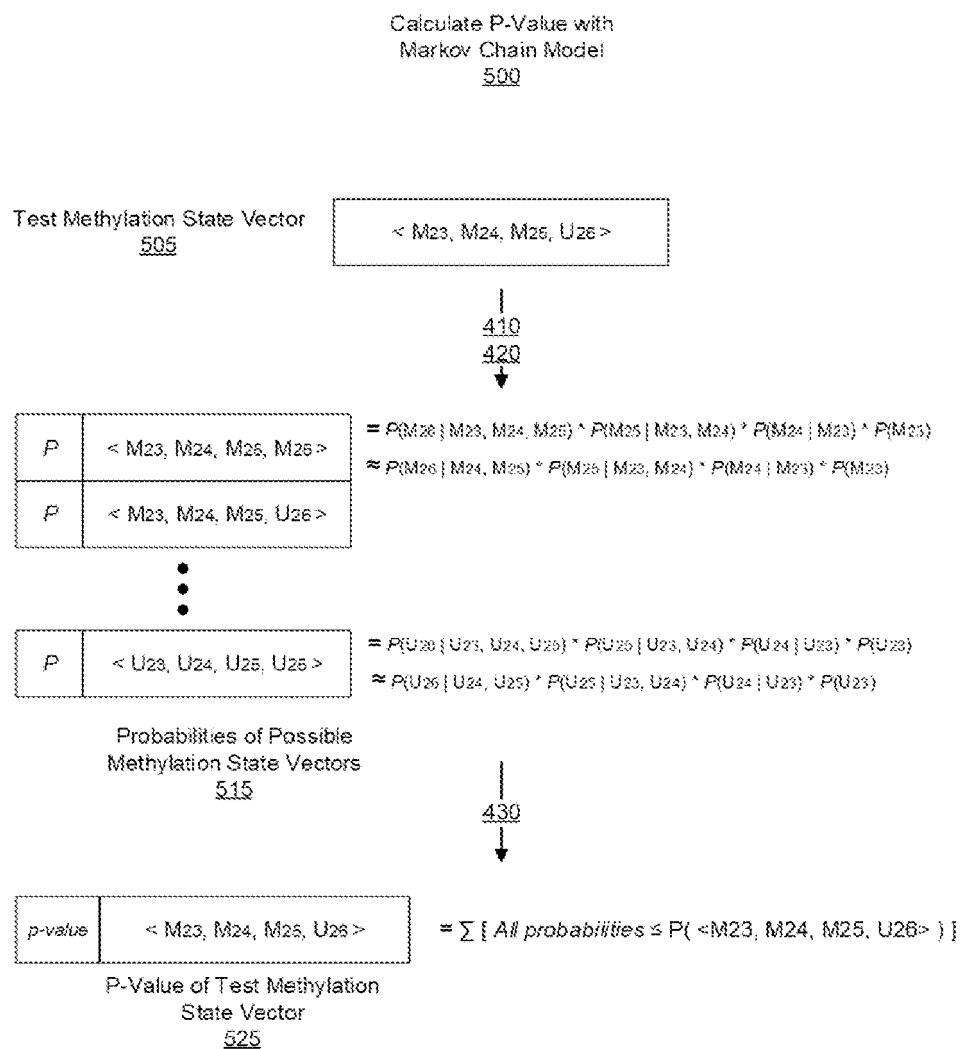 Calculate P-Value with
Markov Chain Model
500
Test Methylation State Vector
505
< M23, M24, M25, U26 >
410
420
P < M23, M24, M25, M26 > = P(M26 | M23, M24, M25) * P(M25 | M23, M24) * P(M24 | M23) * P(M23)
≈ P(M26 | M24, M25) * P(M25 | M23, M24) * P(M24 | M23) * P(M23)
P < M23, M24, M25, U26 >
P < U23, U24, U25, U26 > = P(U26 | U23, U24, U25) * P(U25 | U23, U24) * P(U24 | U23) * P(U23)
≈ P(U26 | U24, U25) * P(U25 | U23, U24) * P(U24 | U23) * P(U23)
Probabilities of Possible
Methylation State Vectors
515
430
p-value < M23, M24, M25, U26 > = ∑ [ All probabilities ≤ P( <M23, M24, M25, U26> ) ]
P-Value of Test Methylation
State Vector
525